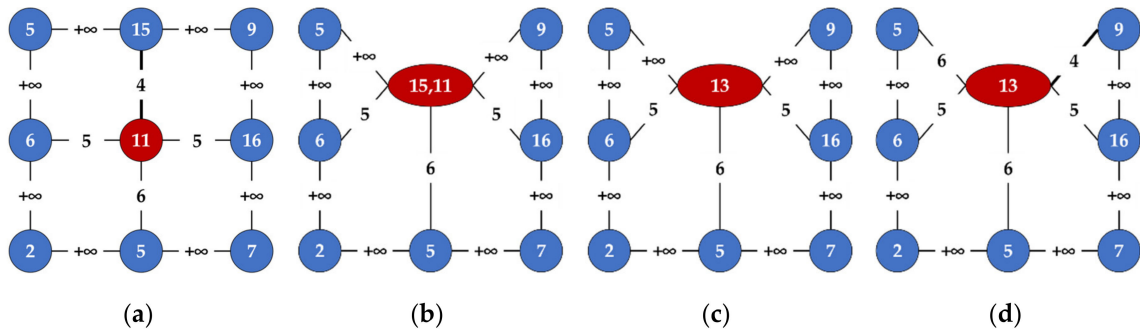 5 +∞ 15 +∞ 9
+∞ 4 +∞
6 5 11 5 16
+∞ 6 +∞
2 +∞ 5 +∞ 7
(a)
5 9
+∞ +∞
+∞ 15,11 +∞
5 5
6 16
6
+∞ +∞
2 +∞ 5 +∞ 7
(b)
5 9
+∞ +∞
+∞ 13 +∞
5 5
6 16
6
+∞ +∞
2 +∞ 5 +∞ 7
(c)
5 9
6 4
+∞ 13 +∞
5 5
6 16
6
+∞ +∞
2 +∞ 5 +∞ 7
(d)